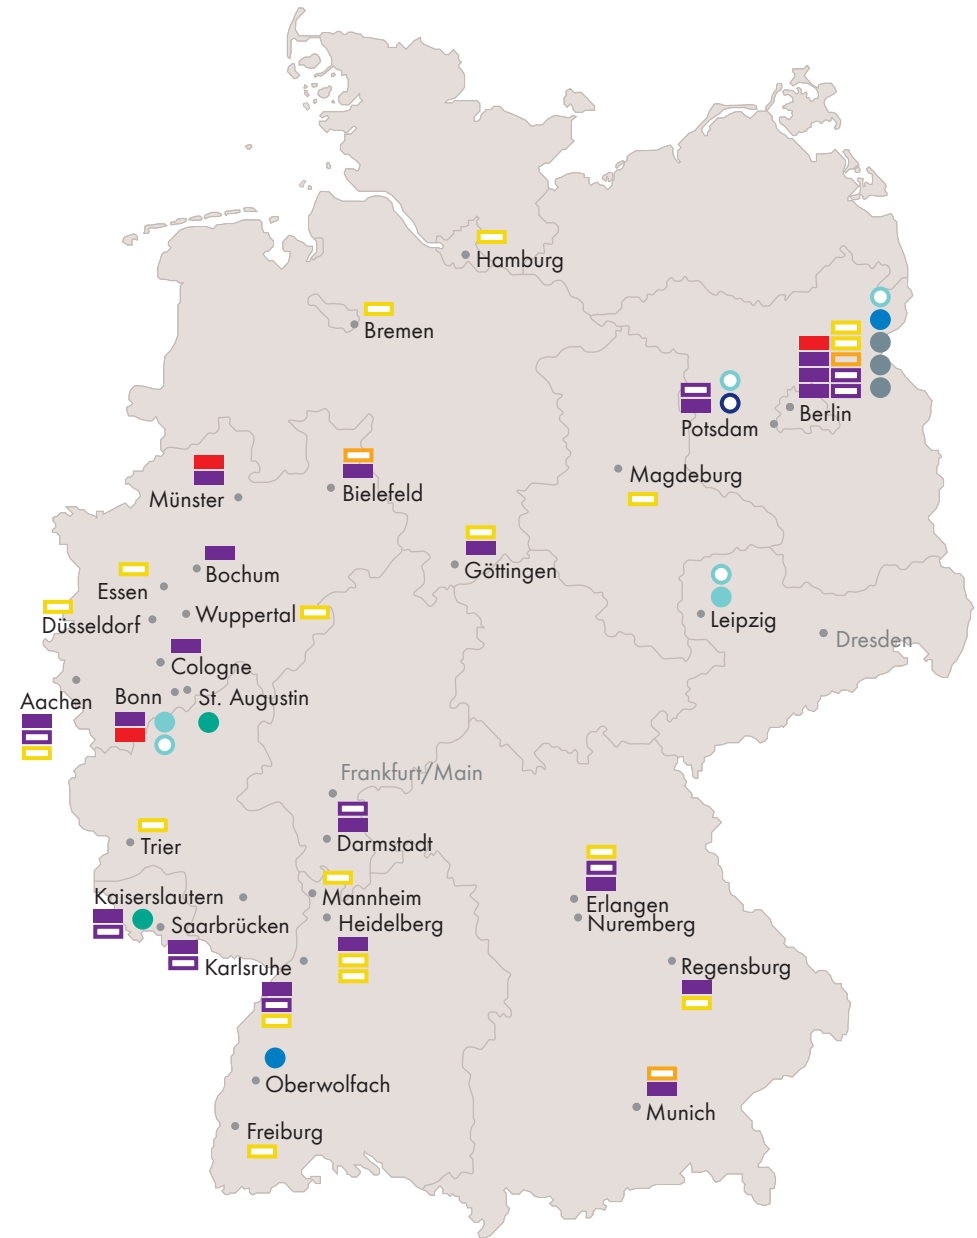 Hamburg
Bremen
Berlin
Potsdam
Magdeburg
Bielefeld
Münster
Göttingen
Bochum
Essen
Wuppertal
Düsseldorf
Leipzig
Dresden
Cologne
Aachen
Bonn
St. Augustin
Frankfurt/Main
Darmstadt
Trier
Kaiserslautern
Mannheim
Erlangen
Heidelberg
Nuremberg
Saarbrücken
Karlsruhe
Regensburg
Oberwolfach
Munich
Freiburg